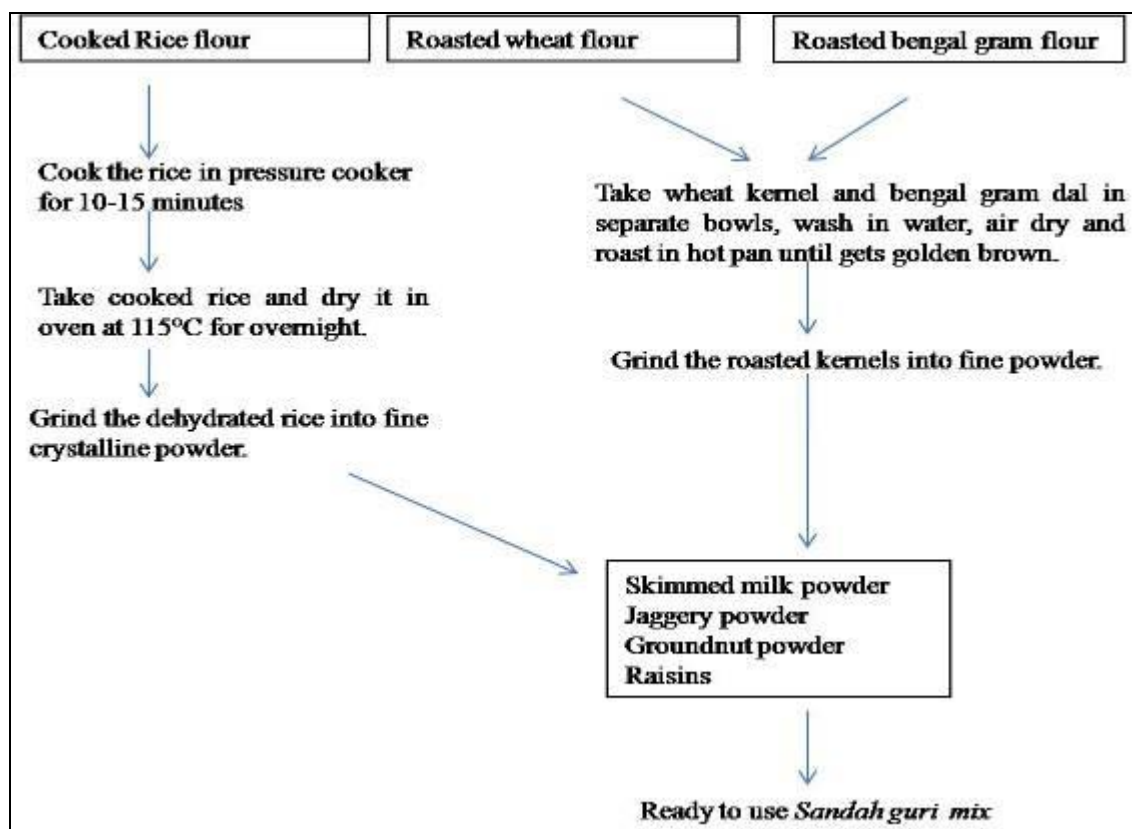 Cooked Rice flour
Roasted wheat flour
Roasted bengal gram flour
Cook the rice in pressure cooker
for 10-15 minutes
Take cooked rice and dry it in
oven at 115°C for overnight.
Grind the dehydrated rice into fine
crystalline powder.
Take wheat kernel and bengal gram dal in
separate bowls, wash in water, air dry and
roast in hot pan until gets golden brown.
Grind the roasted kernels into fine powder.
Skimmed milk powder
Jaggery powder
Groundnut powder
Raisins
Ready to use Sandah guri mix